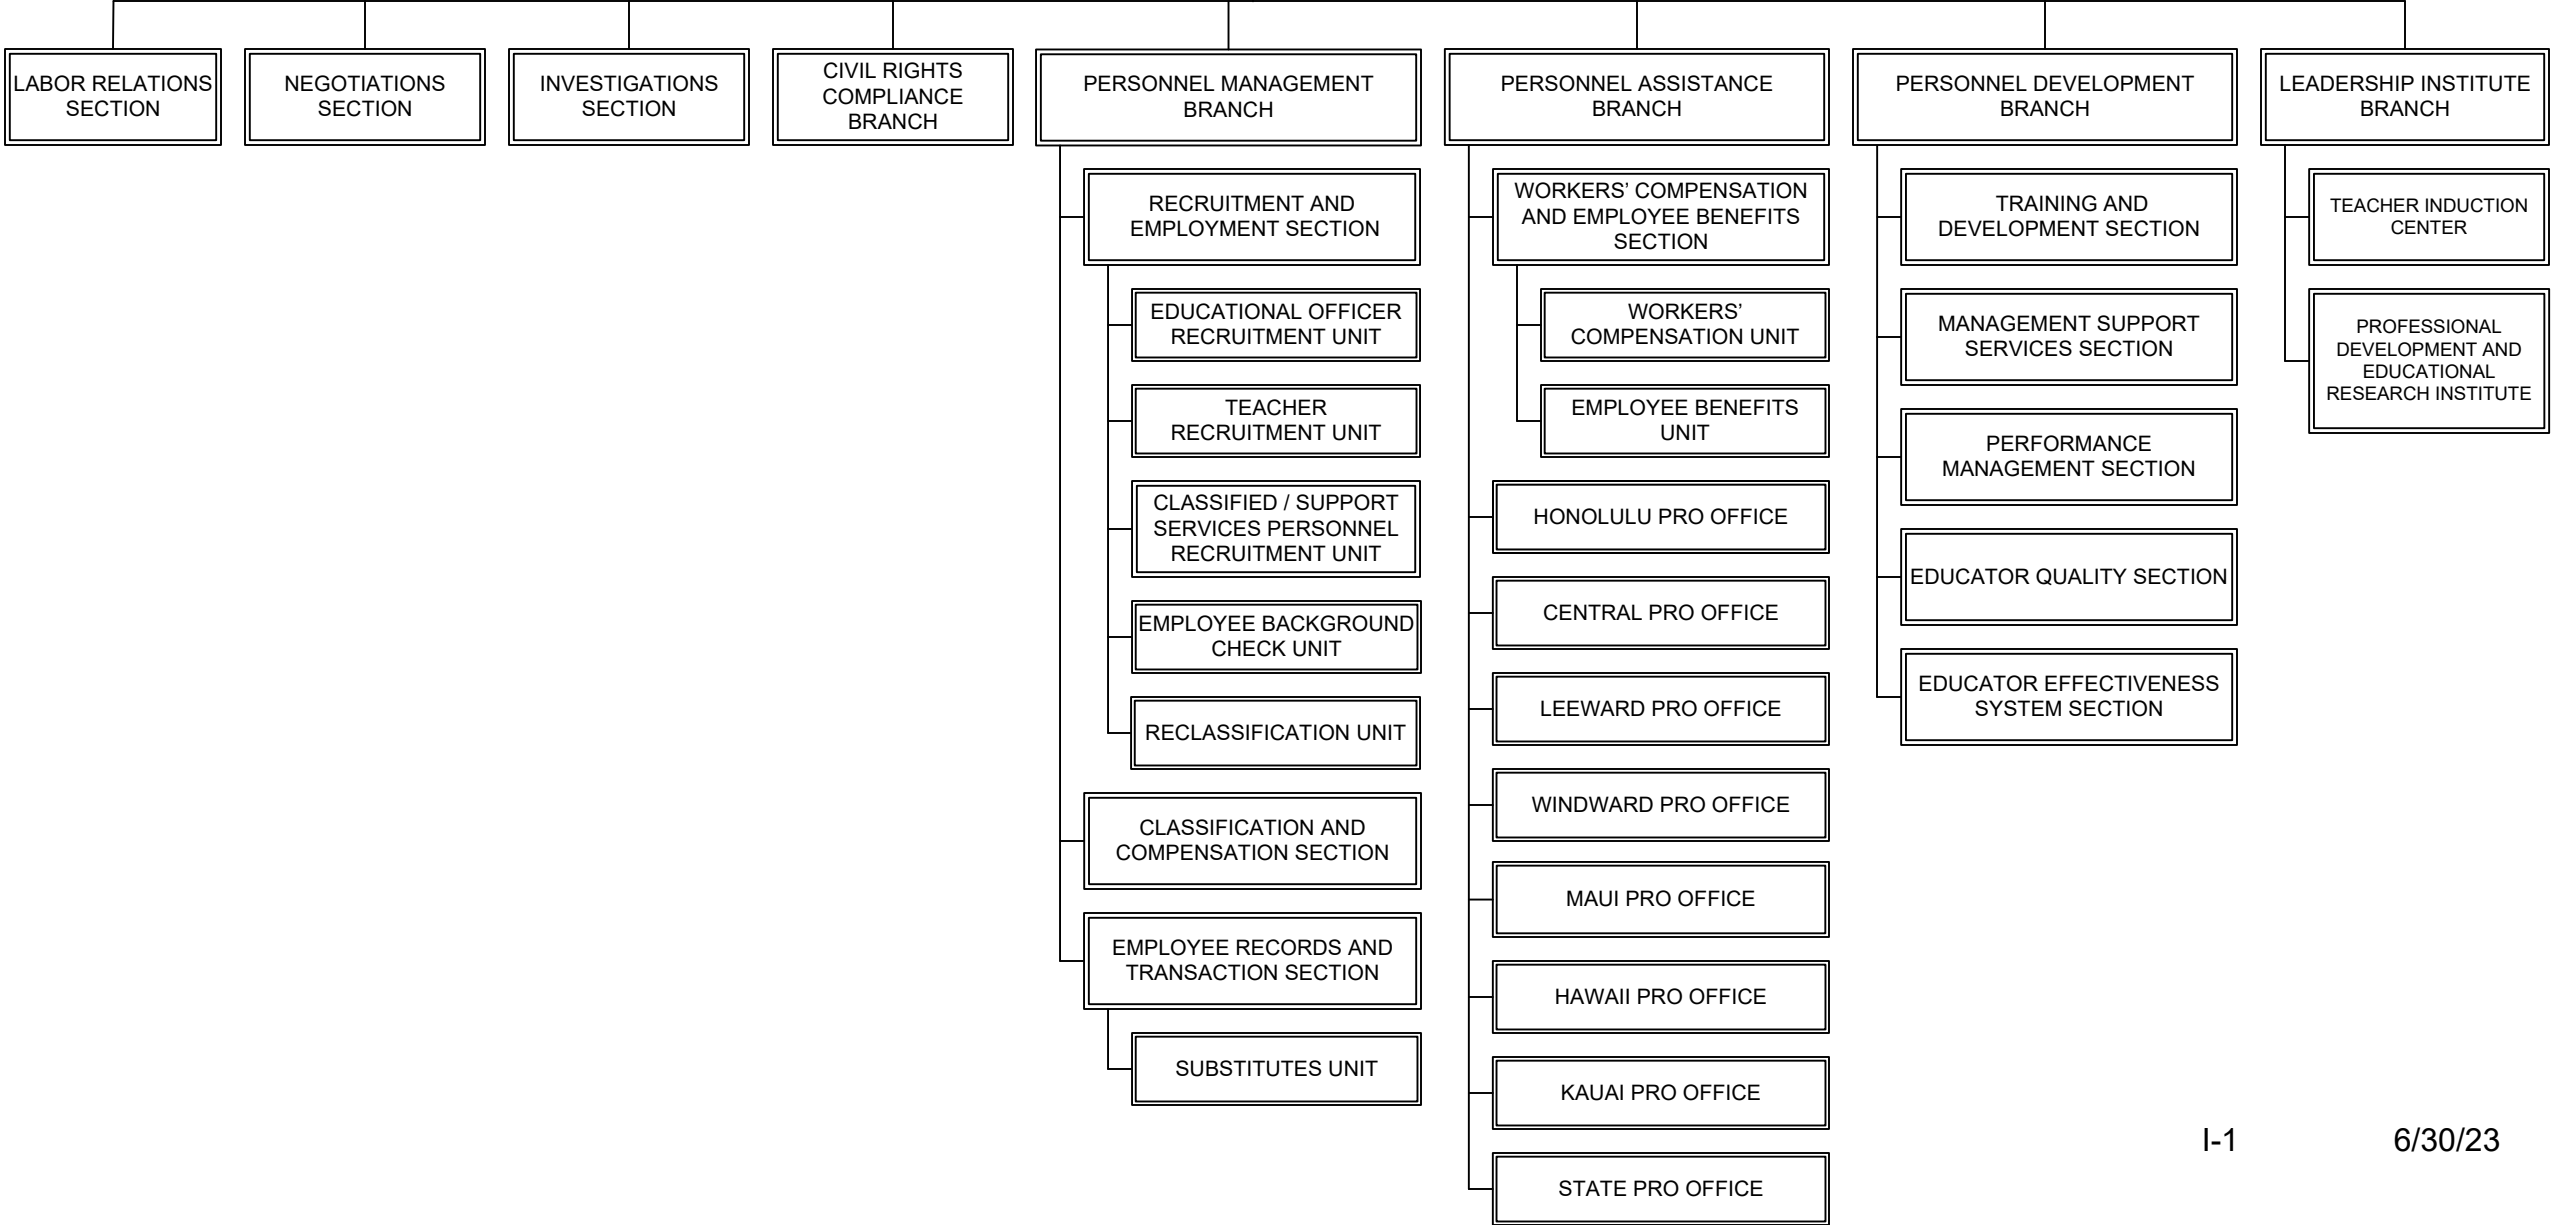 LABOR RELATIONS
SECTION
NEGOTIATIONS
SECTION
INVESTIGATIONS
SECTION
CIVIL RIGHTS
COMPLIANCE
BRANCH
PERSONNEL MANAGEMENT
BRANCH
RECRUITMENT AND
EMPLOYMENT SECTION
EDUCATIONAL OFFICER
RECRUITMENT UNIT
TEACHER
RECRUITMENT UNIT
CLASSIFIED / SUPPORT
SERVICES PERSONNEL
RECRUITMENT UNIT
EMPLOYEE BACKGROUND
CHECK UNIT
RECLASSIFICATION UNIT
CLASSIFICATION AND
COMPENSATION SECTION
EMPLOYEE RECORDS AND
TRANSACTION SECTION
SUBSTITUTES UNIT
PERSONNEL ASSISTANCE
BRANCH
WORKERS’ COMPENSATION
AND EMPLOYEE BENEFITS
SECTION
WORKERS’
COMPENSATION UNIT
EMPLOYEE BENEFITS
UNIT
HONOLULU PRO OFFICE
CENTRAL PRO OFFICE
LEEWARD PRO OFFICE
WINDWARD PRO OFFICE
MAUI PRO OFFICE
HAWAII PRO OFFICE
KAUAI PRO OFFICE
STATE PRO OFFICE
PERSONNEL DEVELOPMENT
BRANCH
TRAINING AND
DEVELOPMENT SECTION
MANAGEMENT SUPPORT
SERVICES SECTION
PERFORMANCE
MANAGEMENT SECTION
EDUCATOR QUALITY SECTION
EDUCATOR EFFECTIVENESS
SYSTEM SECTION
LEADERSHIP INSTITUTE
BRANCH
TEACHER INDUCTION
CENTER
PROFESSIONAL
DEVELOPMENT AND
EDUCATIONAL
RESEARCH INSTITUTE
I-1 6/30/23